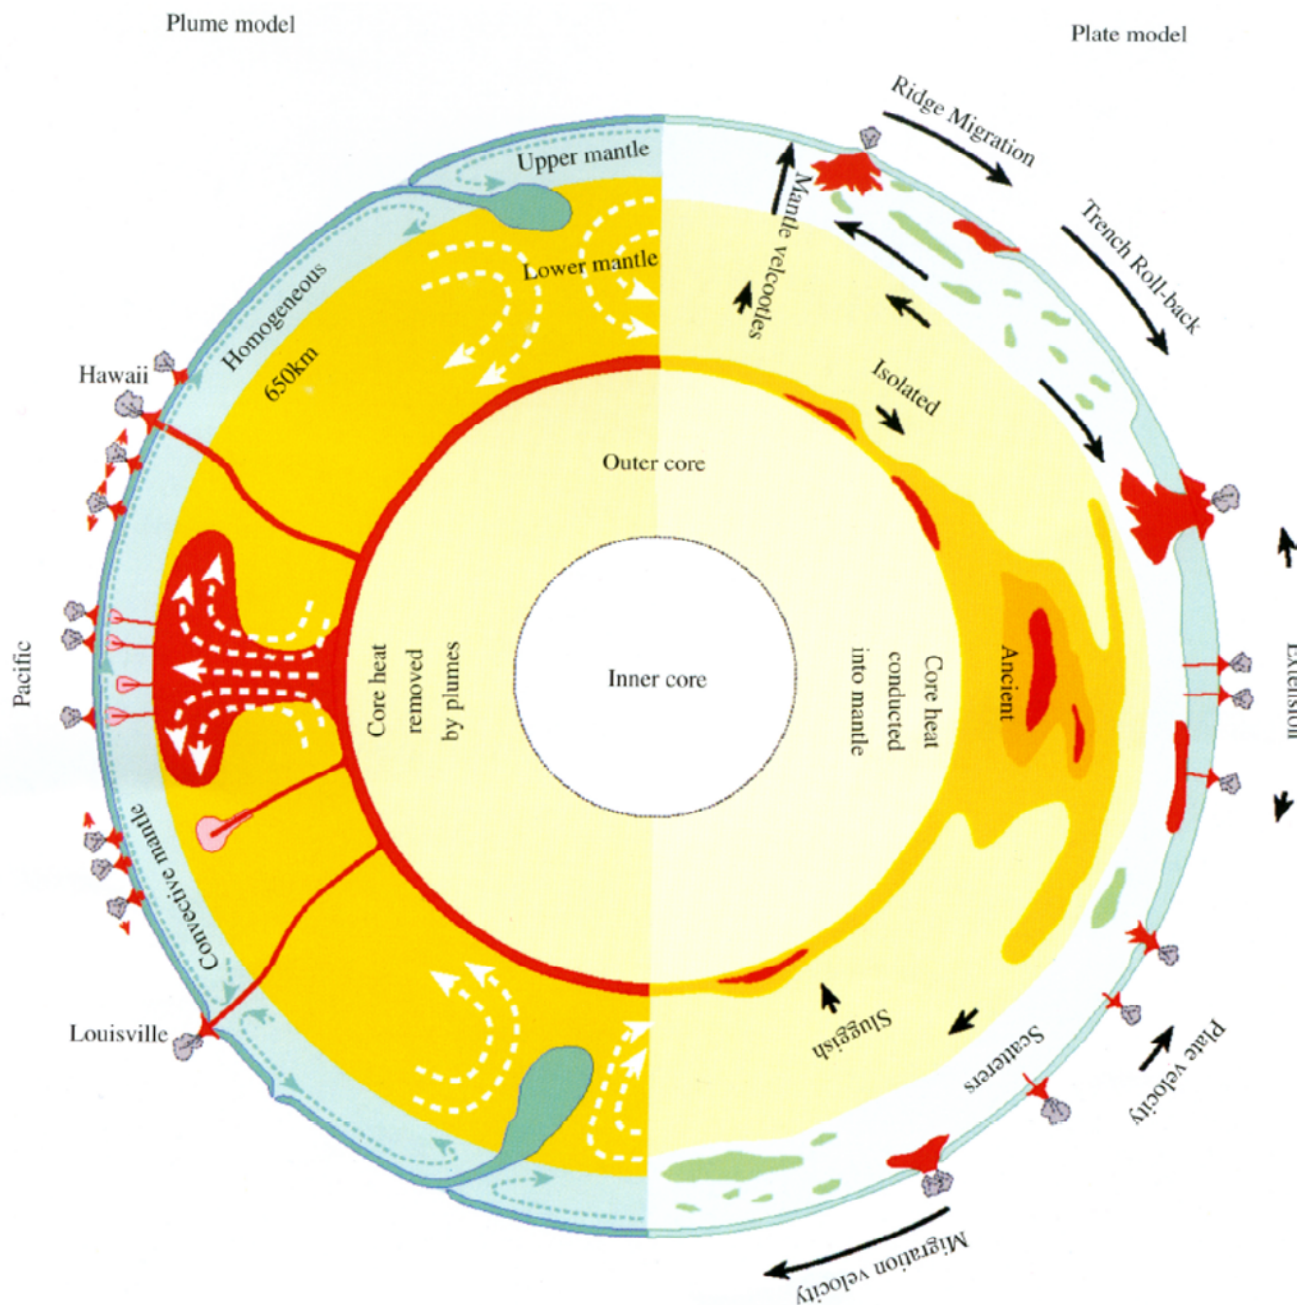 Plume model
Plate model
Ridge Migration
Trench Roll-back
Upper mantle
Lower mantle
Mantle velcootles
Homogeneous
650km
Hawaii
Isolated
Outer core
Pacific
Core heat
removed
by plumes
Inner core
Core heat
conducted
into mantle
Ancient
Extension
Convective mantle
Louisville
Sluggish
Scatterers
Plate velocity
Migration velocity